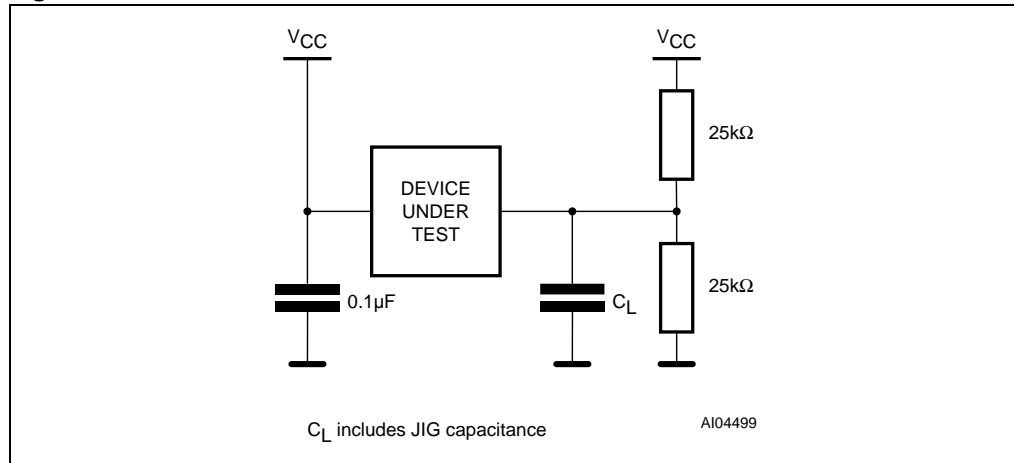 VCC
VCC
25kΩ
DEVICE
UNDER
TEST
0.1µF
CL
25kΩ
CL includes JIG capacitance
AI04499